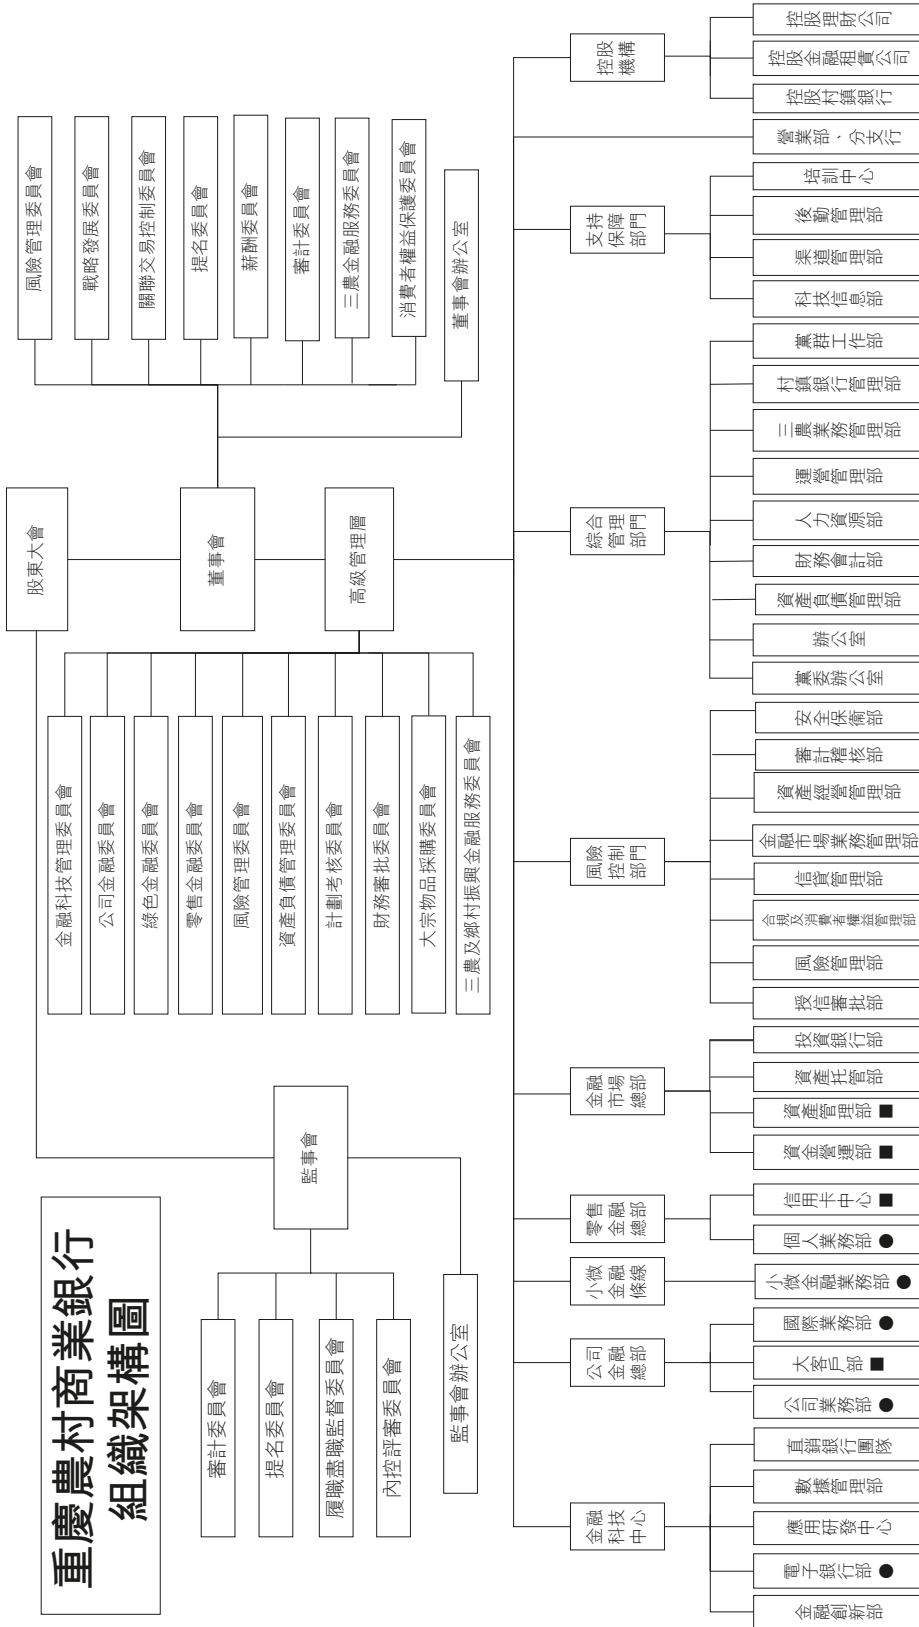 重慶農村商業銀行
組織架構圖
股東大會
監事會
審計委員會
提名委員會
履職盡職監督委員會
內控評審委員會
監事會辦公室
董事會
風險管理委員會
戰略發展委員會
關聯交易控制委員會
提名委員會
薪酬委員會
審計委員會
三農金融服務委員會
消費者權益保護委員會
董事會辦公室
高級管理層
金融科技管理委員會
公司金融委員會
綠色金融委員會
零售金融委員會
風險管理委員會
資產負債管理委員會
計劃考核委員會
財務審批委員會
大宗物品採購委員會
三農及鄉村振興金融服務委員會
金融
科技
中心
公司
金融
總部
小微
金融
條線
零售
金融
總部
金融
市場
總部
風險
控制
部門
綜合
管理
部門
支持
保障
部門
控股
機構
金融創新部
電子銀行部●
應用研發中心
數據管理部
直銷銀行團隊
公司業務部●
大客戶部■
國際業務部●
小微金融業務部●
個人業務部●
信用卡中心■
資金營運部■
資產管理部■
資產托管部
投資銀行部
授信審批部
風險管理部
合規及消費者權益管理部
信貸管理部
金融市場業務管理部
資產經營管理部
審計稽核部
安全保衞部
黨委辦公室
辦公室
資產負債管理部
財務會計部
人力資源部
運營管理部
三農業務管理部
村鎮銀行管理部
黨群工作部
科技信息部
渠道管理部
後勤管理部
培訓中心
營業部、分支行
控股村鎮銀行
控股金融租賃公司
控股理財公司